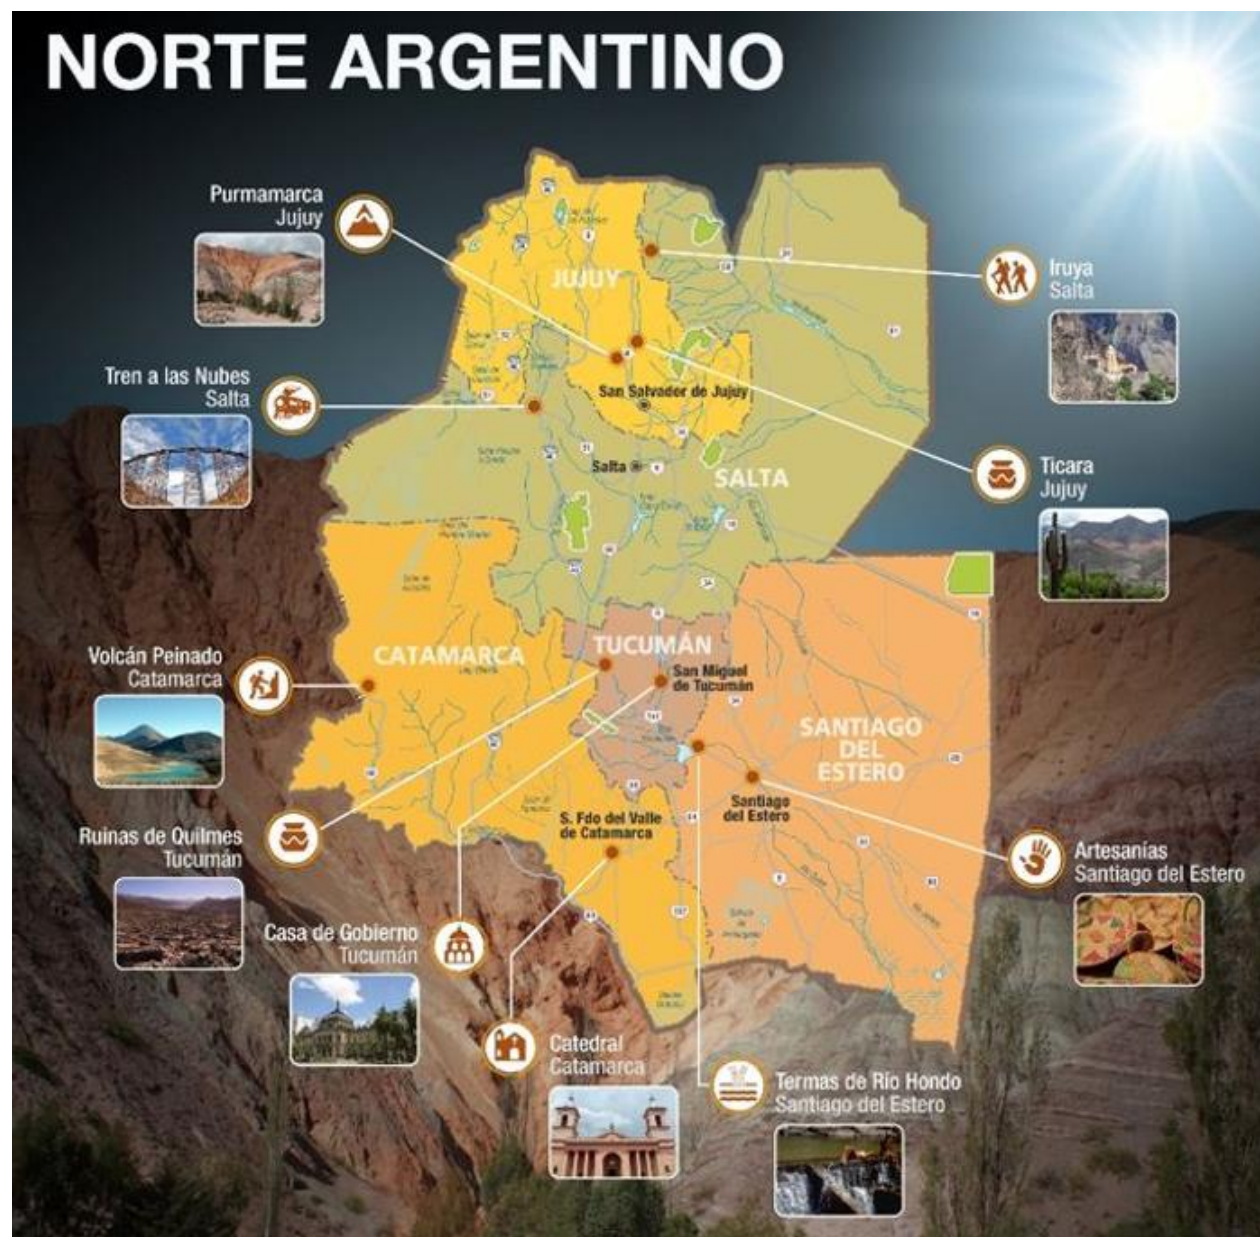 NORTE ARGENTINO
Purmamarca
Jujuy
Iruya
Salta
JUJUY
Tren a las Nubes
Salta
San Salvador de Jujuy
Salta
SALTA
Ticara
Jujuy
Volcán Peinado
Catamarca
CATAMARCA
TUCUMÁN
San Miguel
de Tucumán
SANTIAGO
DEL
ESTERO
Santiago
del Estero
S. Fdo del Valle
de Catamarca
Ruinas de Quilmes
Tucumán
Artesanías
Santiago del Estero
Casa de Gobierno
Tucumán
Catedral
Catamarca
Termas de Río Hondo
Santiago del Estero